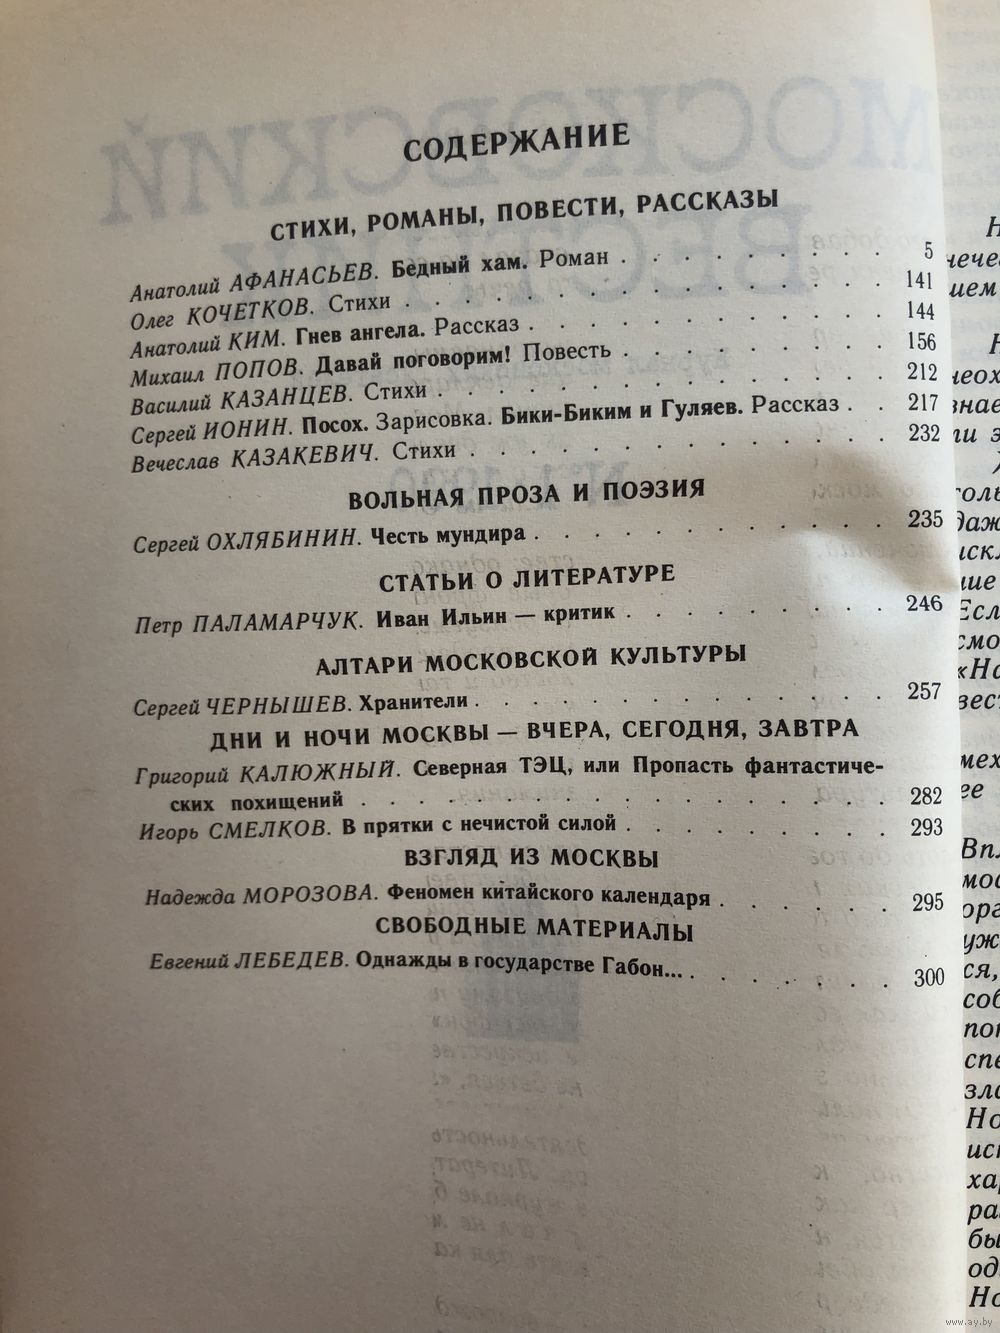 СОДЕРЖАНИЕ
СТИХИ, РОМАНЫ, ПОВЕСТИ, РАССКАЗЫ
Анатолий АФАНАСЬЕВ. Бедный хам. Роман . . . . . . . . . 5
Олег КОЧЕТКОВ. Стихи . . . . . . . . . . . . . . . . 141
Анатолий КИМ. Гнев ангела. Рассказ . . . . . . . . . . . . 144
Михаил ПОПОВ. Давай поговорим! Повесть . . . . . . . . . 156
Василий КАЗАНЦЕВ. Стихи . . . . . . . . . . . . . . . 212
Сергей ИОНИН. Посох. Зарисовка. Бики-Биким и Гуляев. Рассказ . . 217
Вечеслав КАЗАКЕВИЧ. Стихи . . . . . . . . . . . . . . 232
ВОЛЬНАЯ ПРОЗА И ПОЭЗИЯ
Сергей ОХЛЯБИНИН. Честь мундира . . . . . . . . . . . . 235
СТАТЬИ О ЛИТЕРАТУРЕ
Петр ПАЛАМАРЧУК. Иван Ильин — критик . . . . . . . . . 246
АЛТАРИ МОСКОВСКОЙ КУЛЬТУРЫ
Сергей ЧЕРНЫШЕВ. Хранители . . . . . . . . . . . . . . 257
ДНИ И НОЧИ МОСКВЫ — ВЧЕРА, СЕГОДНЯ, ЗАВТРА
Григорий КАЛЮЖНЫЙ. Северная ТЭЦ, или Пропасть фантастиче-
ских похищений . . . . . . . . . . . . . . . . . . 282
Игорь СМЕЛКОВ. В прятки с нечистой силой . . . . . . . . . 293
ВЗГЛЯД ИЗ МОСКВЫ
Надежда МОРОЗОВА. Феномен китайского календаря . . . . . . 295
СВОБОДНЫЕ МАТЕРИАЛЫ
Евгений ЛЕБЕДЕВ. Однажды в государстве Габон... . . . . . . . 300
www.ay.by